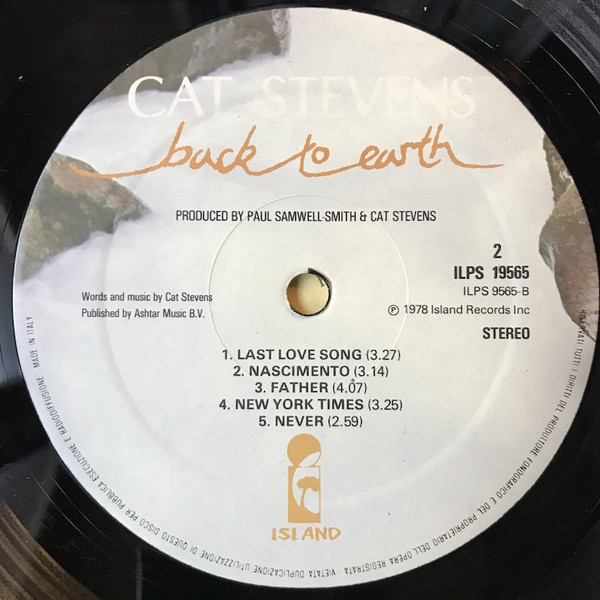 CAT STEVENS
back to earth
PRODUCED BY PAUL SAMWELL-SMITH & CAT STEVENS
2
ILPS 19565
ILPS 9565-B
Words and music by Cat Stevens
Published by Ashtar Music B.V.
℗ 1978 Island Records Inc
STEREO
1. LAST LOVE SONG (3.27)
2. NASCIMENTO (3.14)
3. FATHER (4.07)
4. NEW YORK TIMES (3.25)
5. NEVER (2.59)
ISLAND
MADE IN ITALY
RISERVATI TUTTI I DIRITTI DEL PRODUTTORE FONOGRAFICO E DEL PROPRIETARIO DELL'OPERA REGISTRATA - VIETATA DUPLICAZIONE UTILIZZAZIONE DI QUESTO DISCO PER PUBBLICA ESECUZIONE E RADIODIFFUSIONE